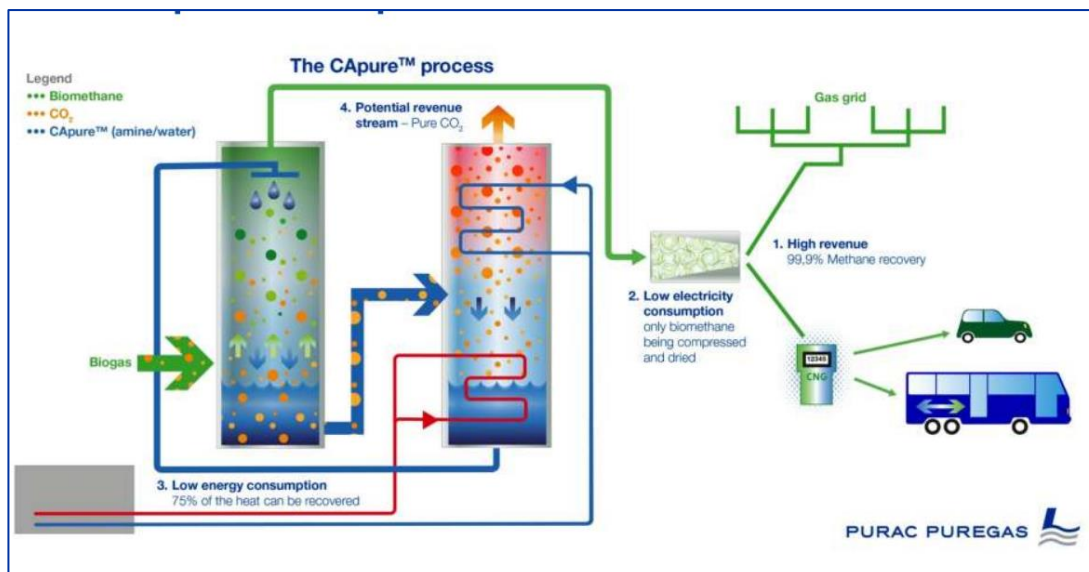 The CApure™ process
Legend
••• Biomethane
••• CO₂
••• CApure™ (amine/water)
4. Potential revenue
stream – Pure CO₂
Gas grid
1. High revenue
99,9% Methane recovery
2. Low electricity
consumption
only biomethane
being compressed
and dried
Biogas
12345
CNG
3. Low energy consumption
75% of the heat can be recovered
PURAC PUREGAS